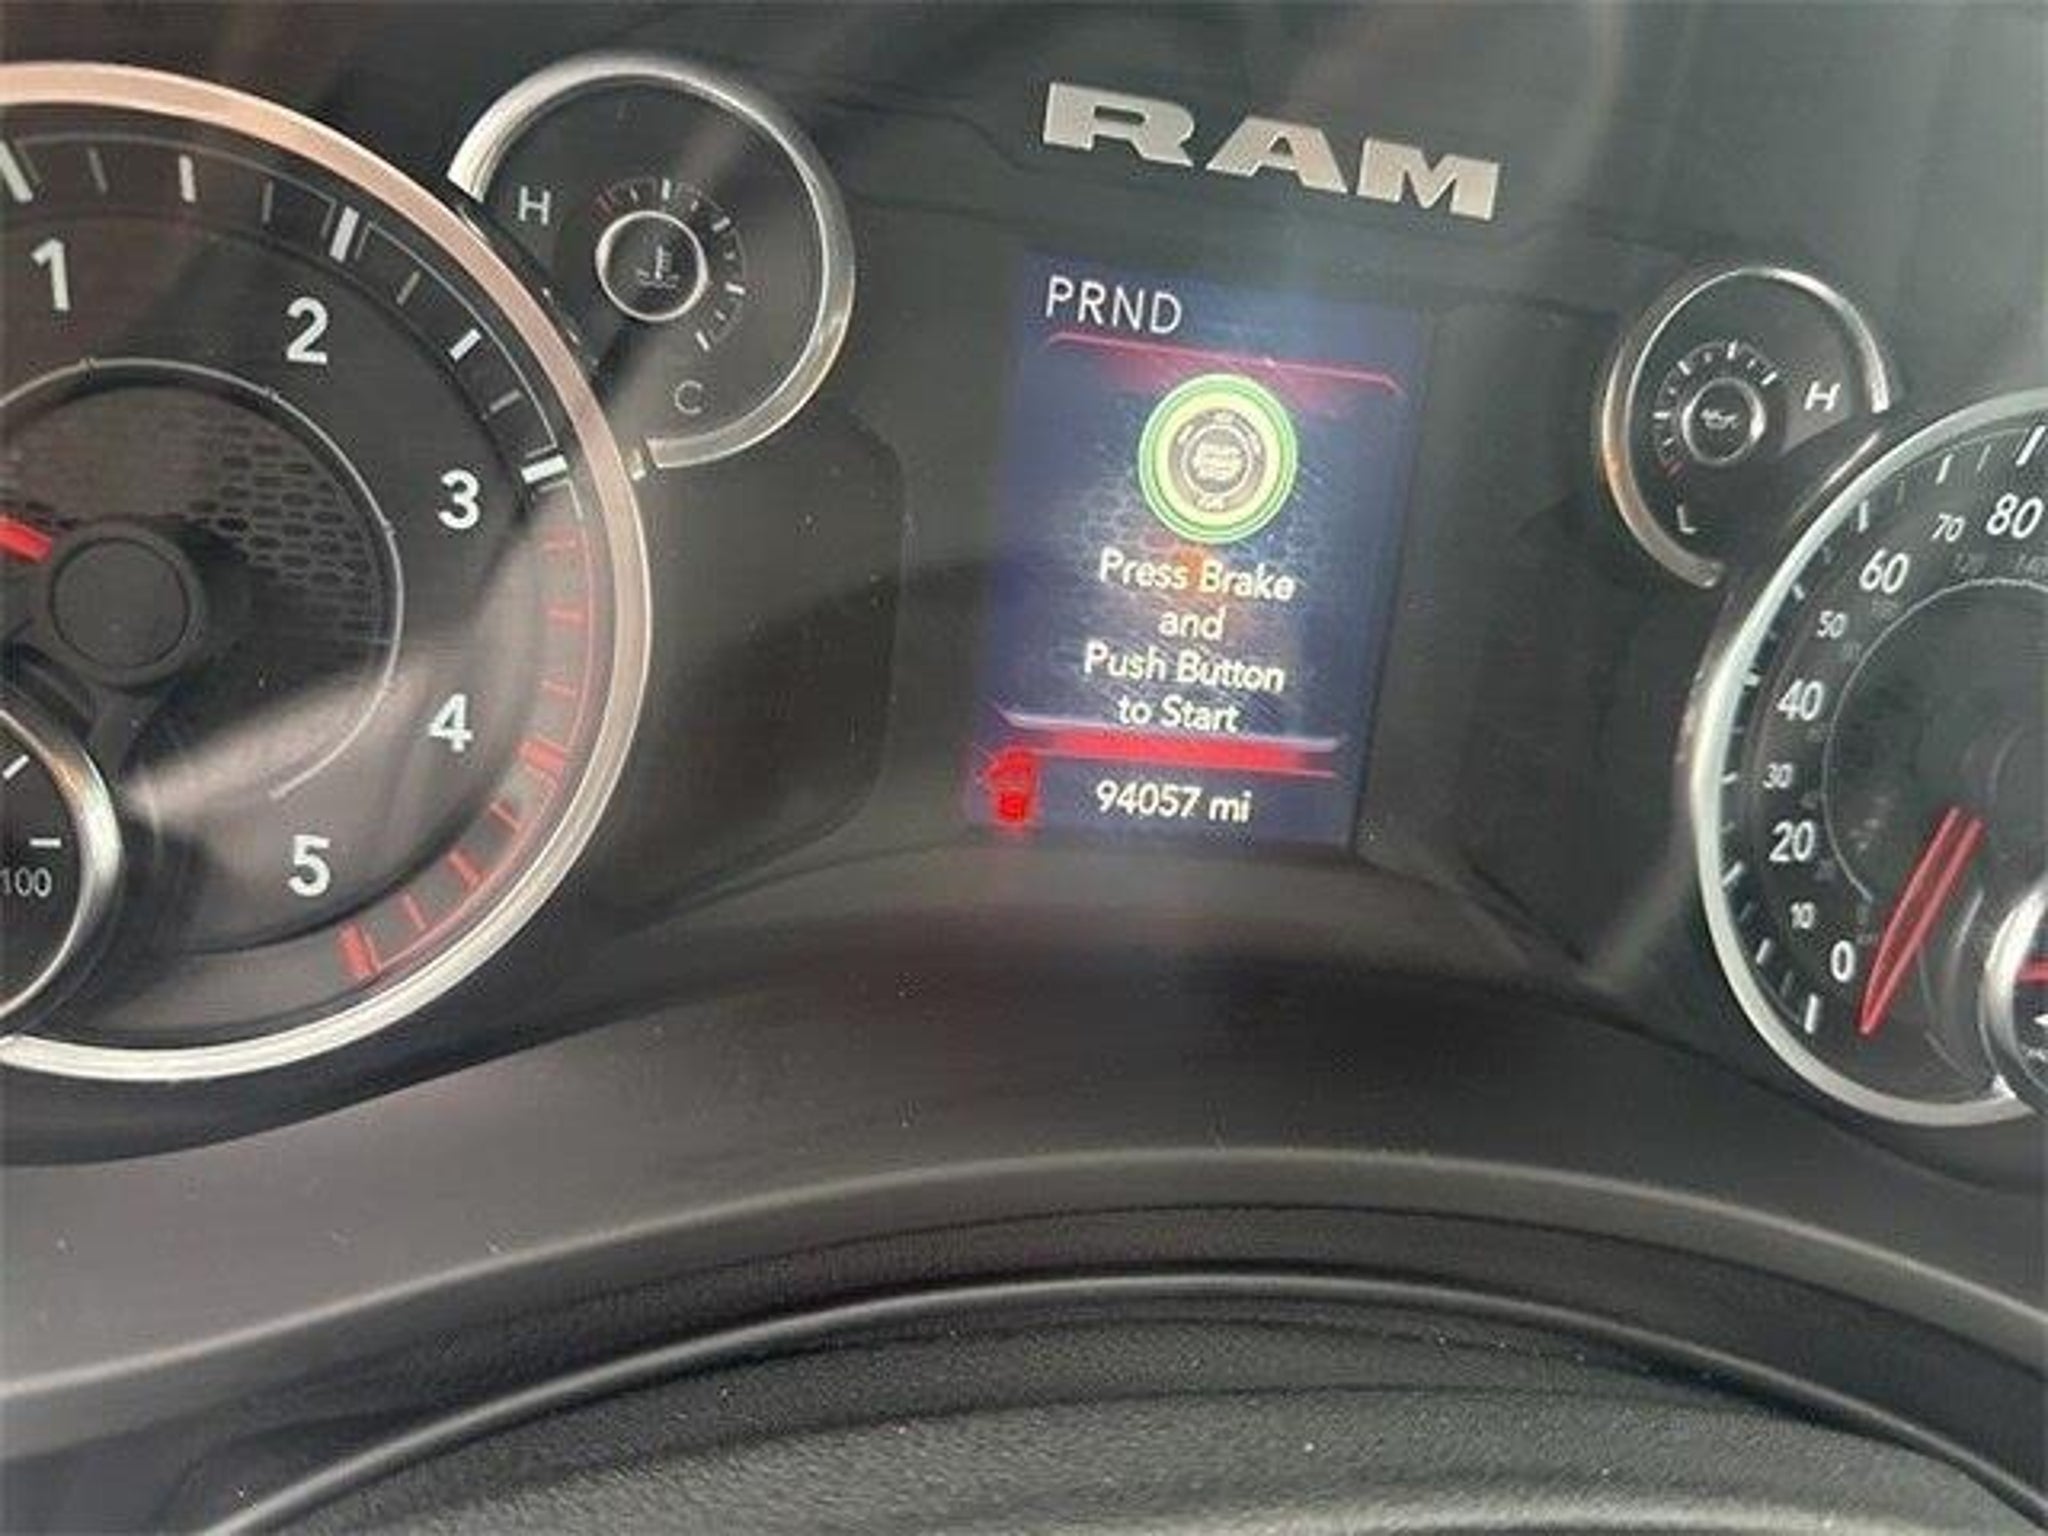 RAM
H
C
PRND
Press Brake
and
Push Button
to Start
94057 mi
H
L
1
2
3
4
5
100
0
10
20
30
40
50
60
70
80